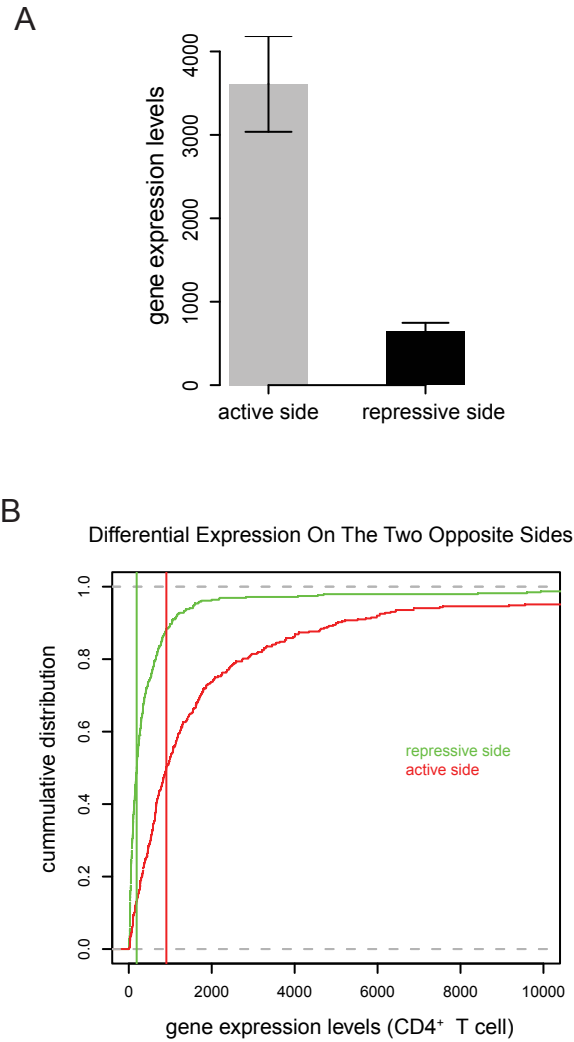 A
gene expression levels
4000
3000
2000
1000
0
active side
repressive side
B
Differential Expression On The Two Opposite Sides
cummulative distribution
1.0
0.8
0.6
0.4
0.2
0.0
repressive side
active side
0 2000 4000 6000 8000 10000
gene expression levels (CD4⁺ T cell)